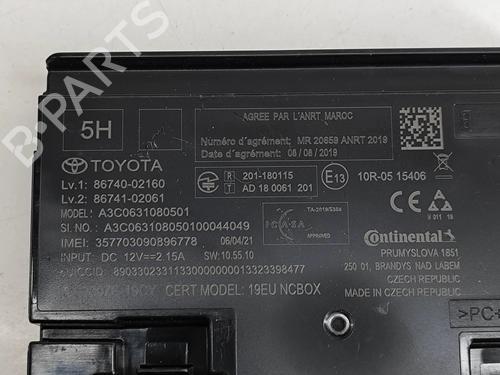 B-PARTS
5H
AGREE PAR L'ANRT MAROC
Numéro d'agrément: MR 20659 ANRT 2019
Date d'agrément: 08/08/2019
TOYOTA
Lv.1: 86740-02160
Lv.2: 86741-02061
MODEL: A3C0631080501
SI. NO.: A3C063108050100044049
IMEI: 357703090896778
06/04/21
INPUT: DC 12V 2.15A
SW: 10.55.10
CERT MODEL: 19EU NCBOX
R 201-180115
T AD 18 0061 201
E13
10R-05 15406
CE
ICASA
APPROVED
Continental
PRUMYSLOVA 1851
250 01, BRANDYS NAD LABEM
CZECH REPUBLIC
MADE IN CZECH REPUBLIC